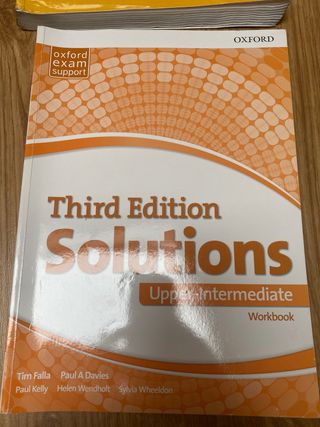 oxford
exam
support
OXFORD
Third Edition
Solutions
Upper-Intermediate
Workbook
Tim Falla Paul A Davies
Paul Kelly Helen Wendholt Sylvia Wheeldon